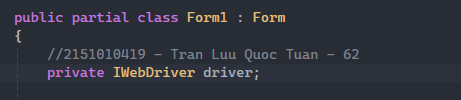 public partial class Form1 : Form
{
//2151010419 - Tran Luu Quoc Tuan - 62
private IWebDriver driver;